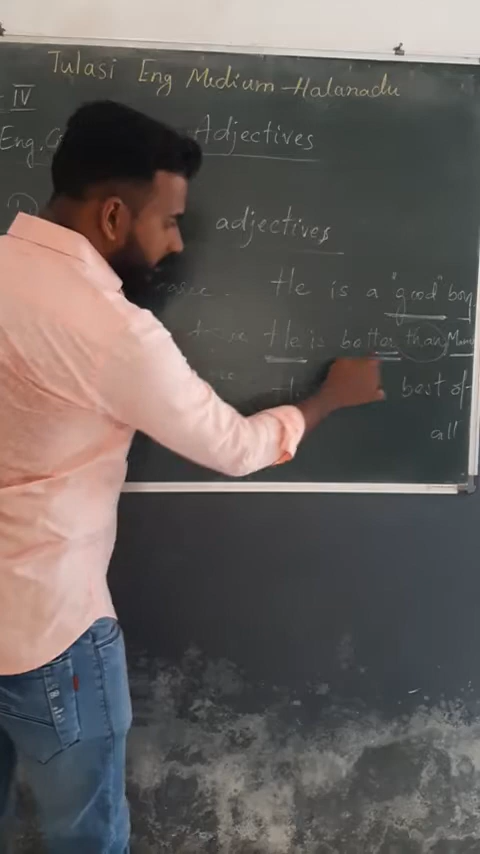 Tulasi Eng Medium-Halanadu
IV
Eng. Adjectives
adjectives
He is a "good" boy
He is better than
best of
all